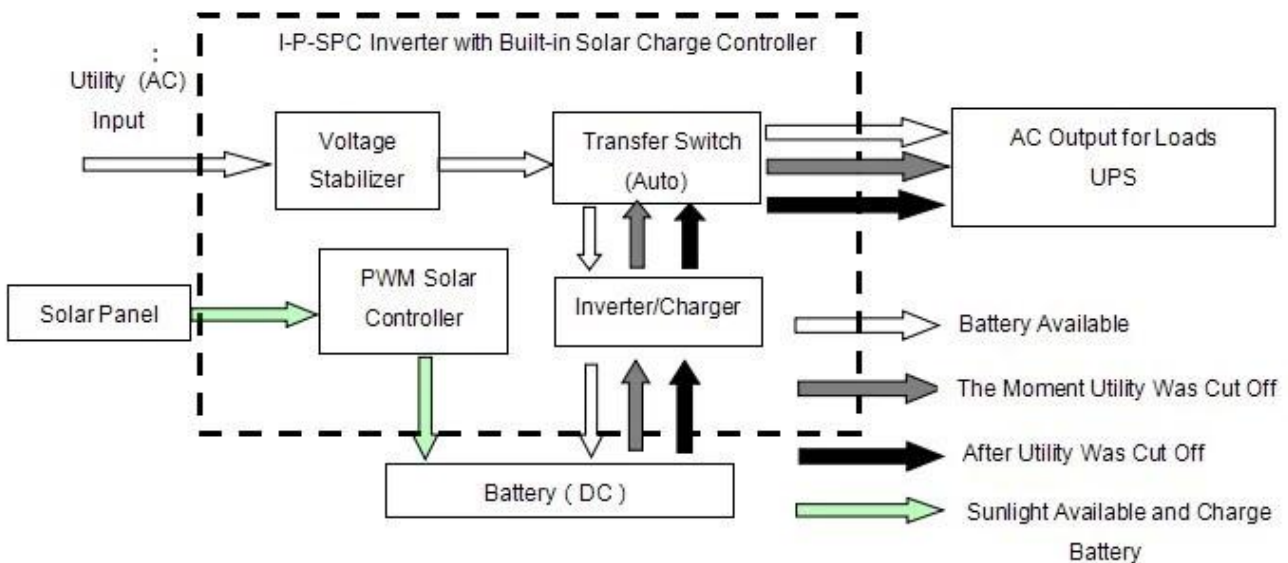 I-P-SPC Inverter with Built-in Solar Charge Controller
:
Utility (AC)
Input
Voltage
Stabilizer
Transfer Switch
(Auto)
AC Output for Loads
UPS
Solar Panel
PWM Solar
Controller
Inverter/Charger
Battery ( DC )
Battery Available
The Moment Utility Was Cut Off
After Utility Was Cut Off
Sunlight Available and Charge
Battery